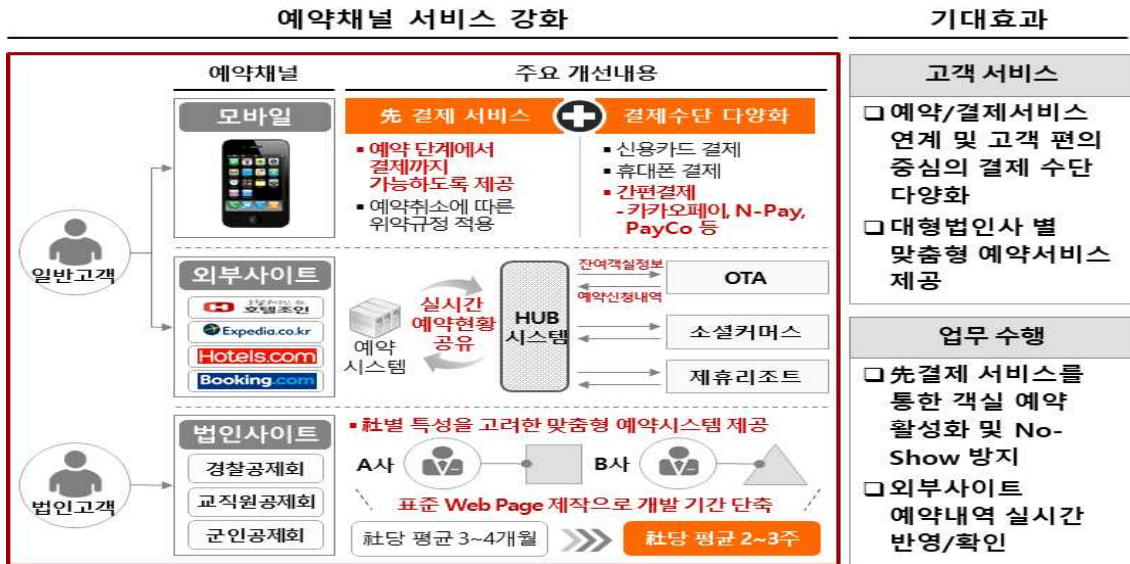 예약채널 서비스 강화
기대효과
예약채널
주요 개선내용
모바일
先 결제 서비스
결제수단 다양화
▪ 예약 단계에서
결제까지
가능하도록 제공
▪ 예약취소에 따른
위약규정 적용
▪ 신용카드 결제
▪ 휴대폰 결제
▪ 간편결제
- 카카오페이, N-Pay,
PayCo 등
일반고객
외부사이트
호텔조인
Expedia.co.kr
Hotels.com
Booking.com
예약
시스템
실시간
예약현황
공유
HUB
시스템
잔여객실정보
예약신청내역
OTA
소셜커머스
제휴리조트
법인고객
법인사이트
경찰공제회
교직원공제회
군인공제회
▪ 社별 특성을 고려한 맞춤형 예약시스템 제공
A사
B사
표준 Web Page 제작으로 개발 기간 단축
社당 평균 3~4개월
社당 평균 2~3주
고객 서비스
❑ 예약/결제서비스
연계 및 고객 편의
중심의 결제 수단
다양화
❑ 대형법인사 별
맞춤형 예약서비스
제공
업무 수행
❑ 先결제 서비스를
통한 객실 예약
활성화 및 No-
Show 방지
❑ 외부사이트
예약내역 실시간
반영/확인